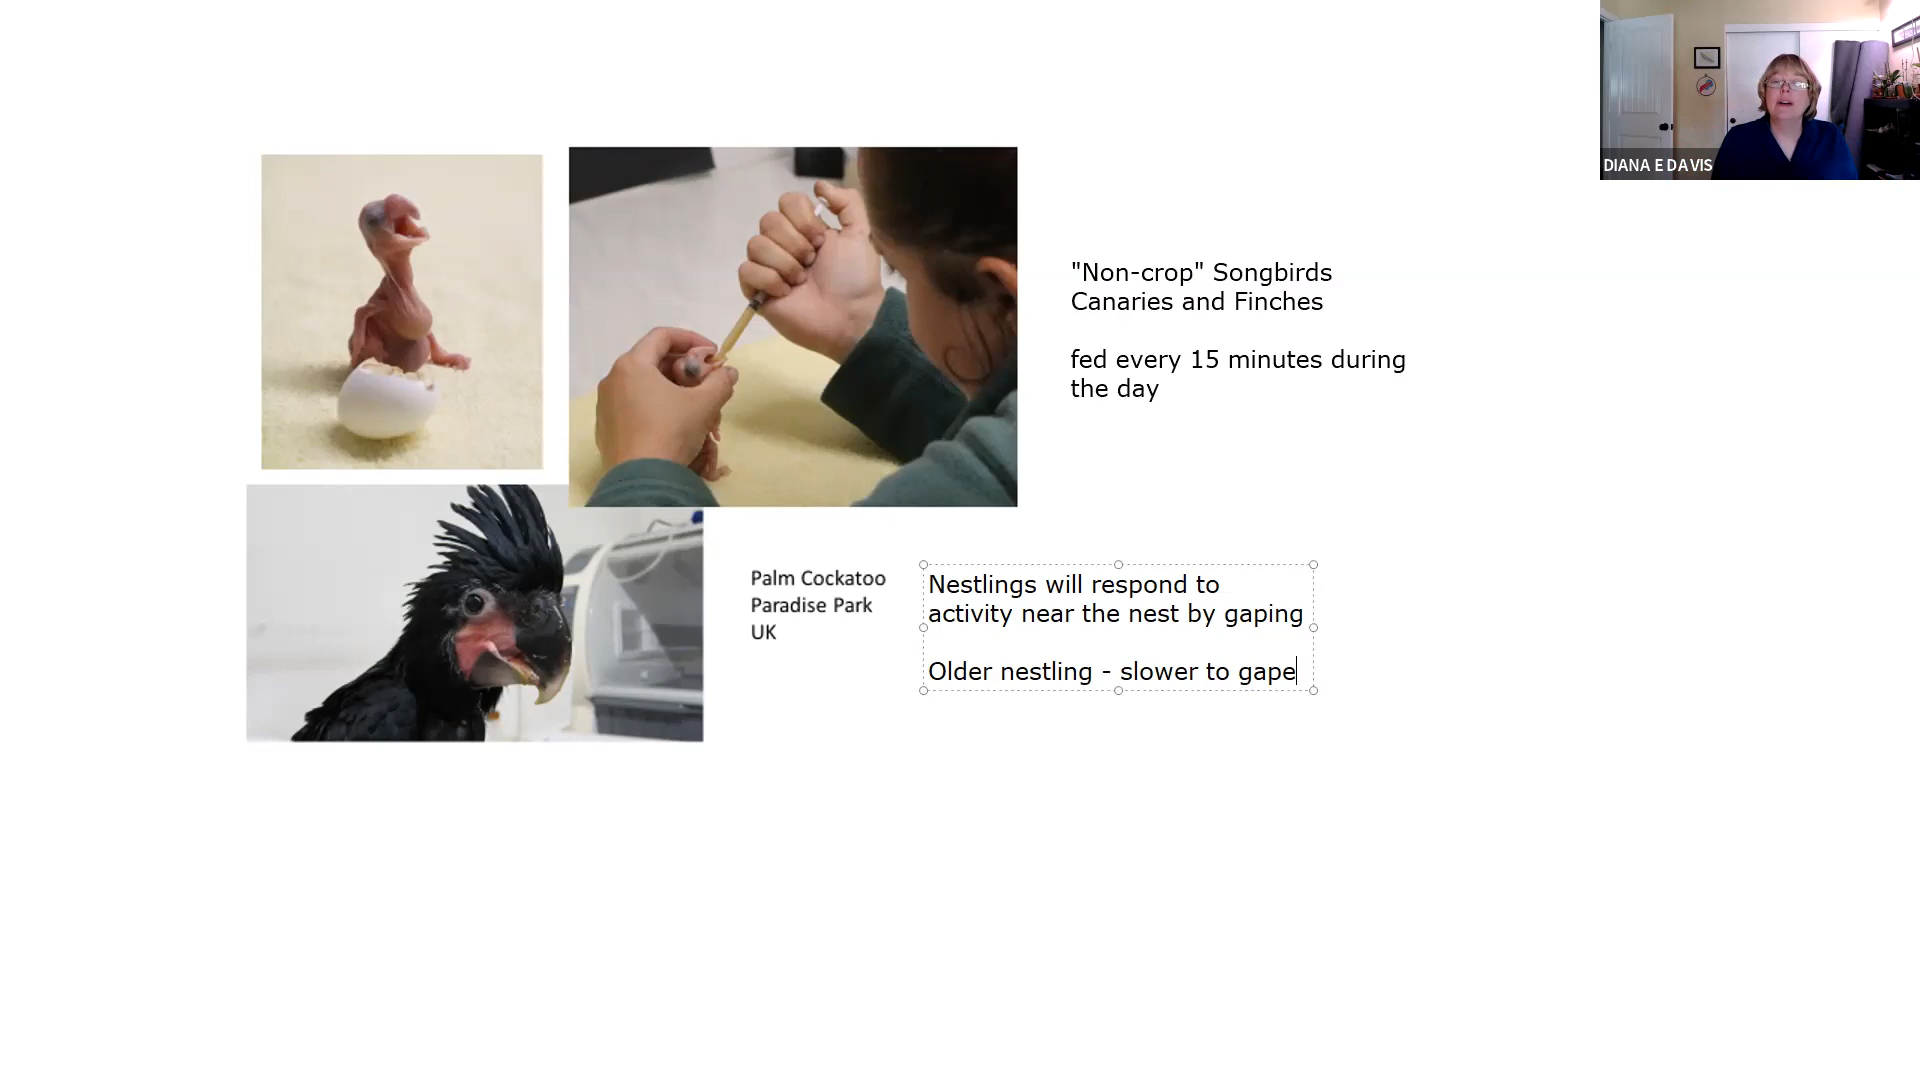 DIANA E DAVIS
"Non-crop" Songbirds
Canaries and Finches
fed every 15 minutes during
the day
Palm Cockatoo
Paradise Park
UK
Nestlings will respond to
activity near the nest by gaping
Older nestling - slower to gape